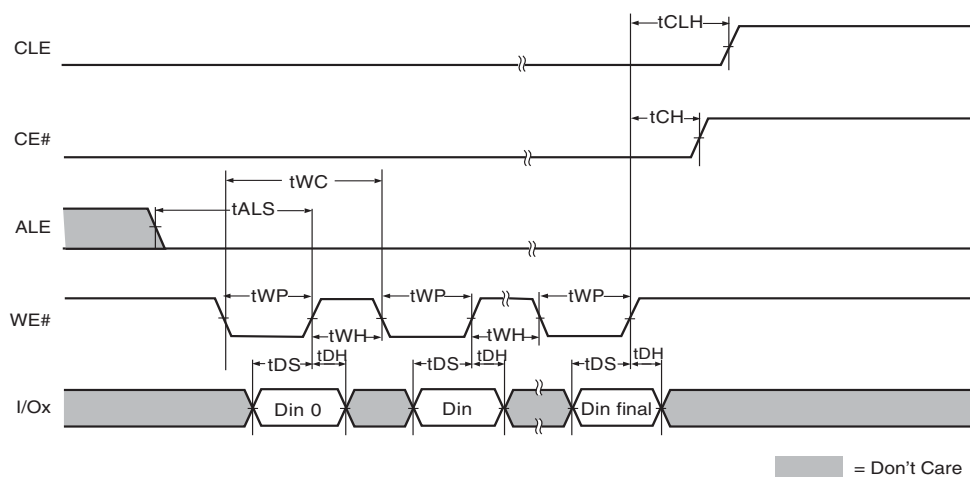 tCLH
CLE
tCH
CE#
tWC
tALS
ALE
tWP tWP tWP
WE#
tWH tWH
tDS tDH tDS tDH tDS tDH
I/Ox Din 0 Din Din final
= Don't Care